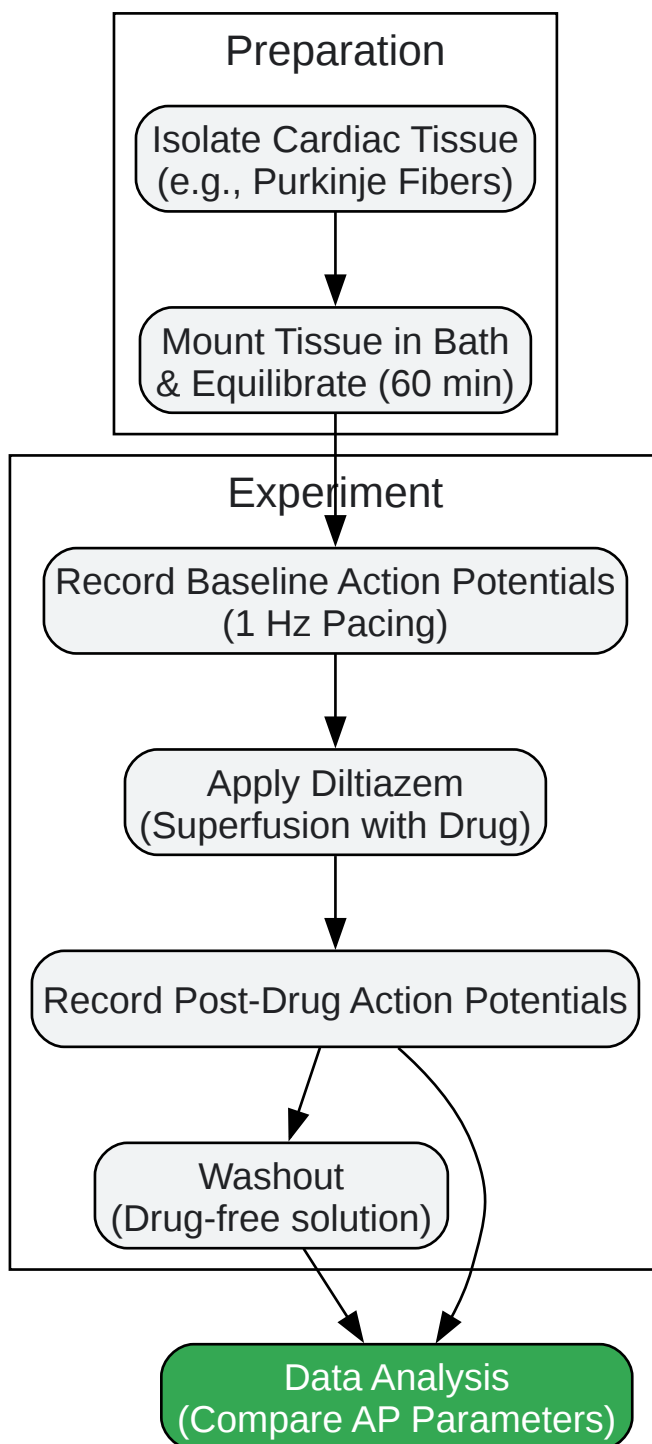 Preparation
Isolate Cardiac Tissue
(e.g., Purkinje Fibers)
Mount Tissue in Bath
& Equilibrate (60 min)
Experiment
Record Baseline Action Potentials
(1 Hz Pacing)
Apply Diltiazem
(Superfusion with Drug)
Record Post-Drug Action Potentials
Washout
(Drug-free solution)
Data Analysis
(Compare AP Parameters)